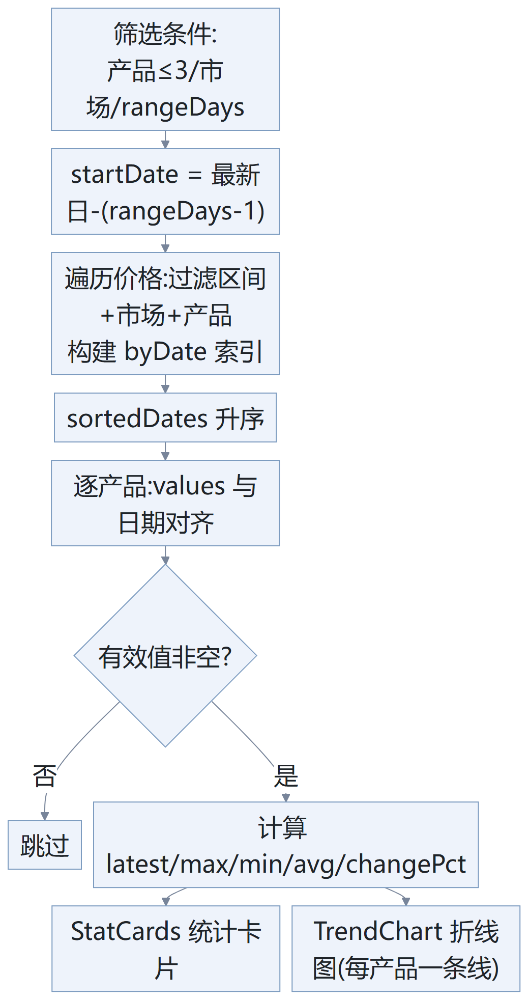 筛选条件:
产品≤3/市
场/rangeDays
startDate = 最新
日-(rangeDays-1)
遍历价格:过滤区间
+市场+产品
构建 byDate 索引
sortedDates 升序
逐产品:values 与
日期对齐
有效值非空?
否
是
跳过
计算
latest/max/min/avg/changePct
StatCards 统计卡
片
TrendChart 折线
图(每产品一条线)